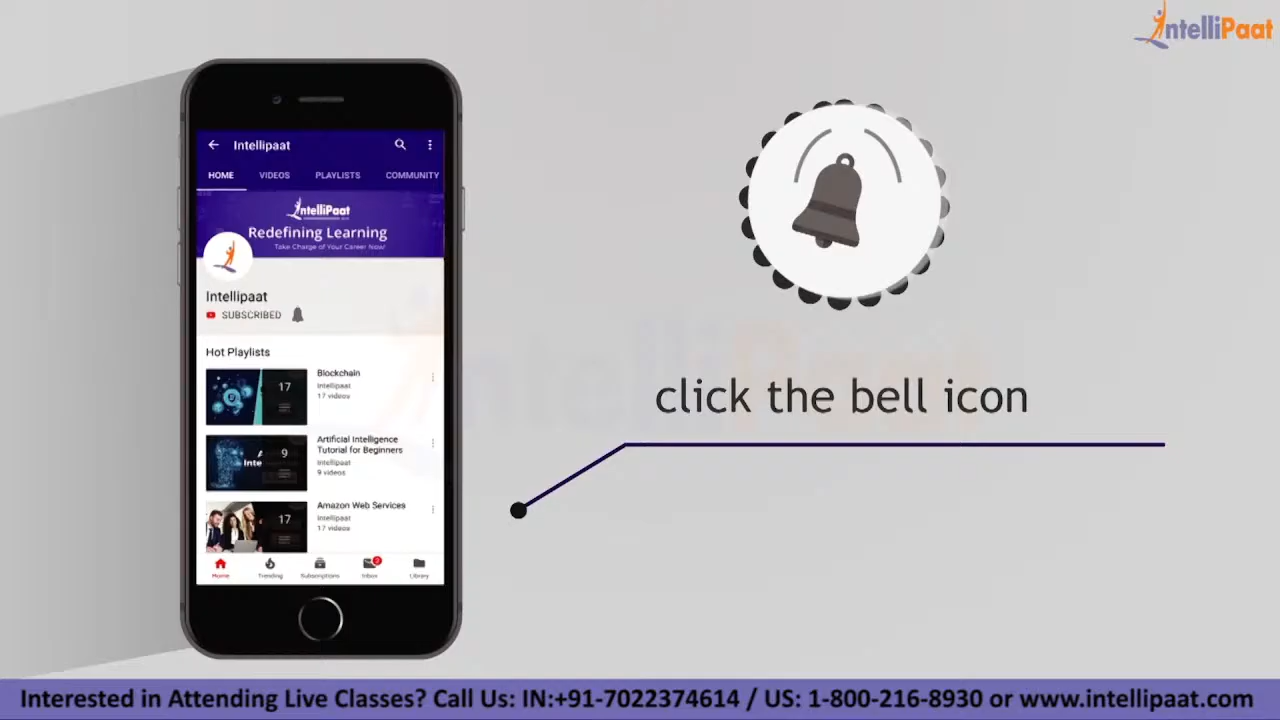 IntelliPaat
Intellipaat
HOME VIDEOS PLAYLISTS COMMUNITY
IntelliPaat
Redefining Learning
Take Charge of Your Career Now!
Intellipaat
SUBSCRIBED
Hot Playlists
17
Blockchain
Intellipaat
17 videos
9
Artificial Intelligence
Tutorial for Beginners
Intellipaat
9 videos
17
Amazon Web Services
Intellipaat
17 videos
Home Trending Subscriptions Inbox Library
click the bell icon
Interested in Attending Live Classes? Call Us: IN:+91-7022374614 / US: 1-800-216-8930 or www.intellipaat.com